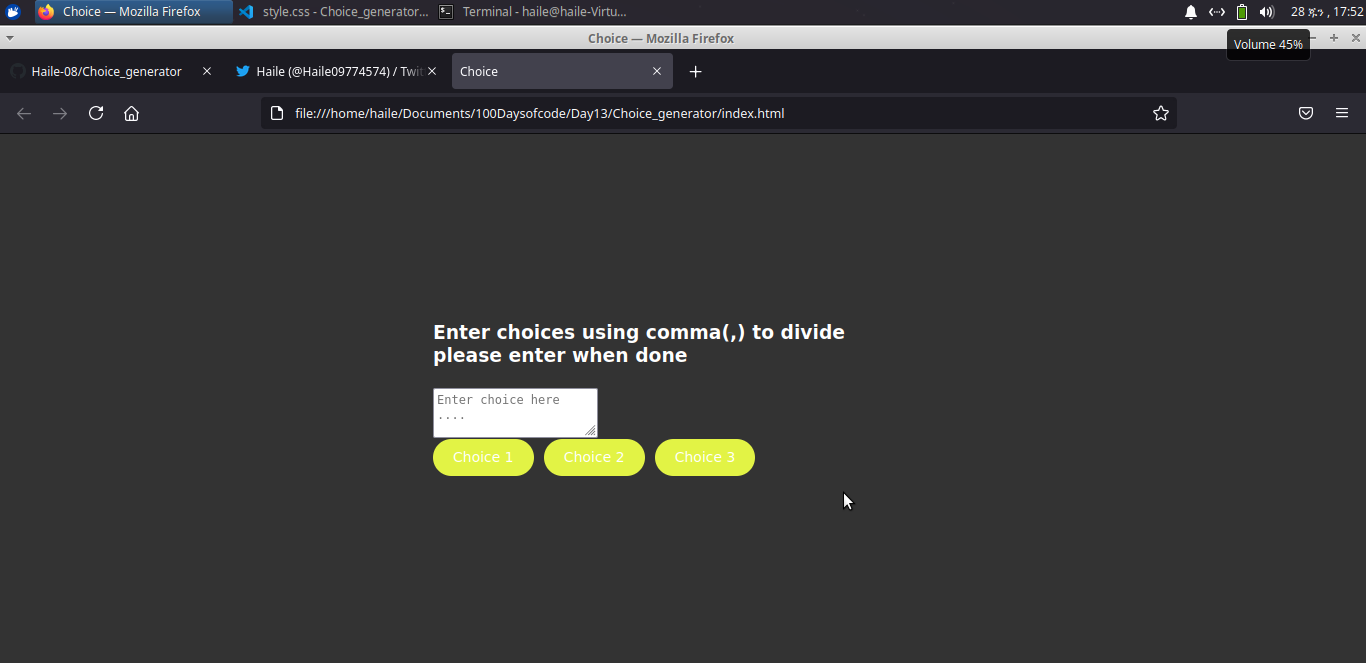 Choice — Mozilla Firefox
style.css - Choice_generator...
Terminal - haile@haile-Virtu...
28 ጁን , 17:52
Choice — Mozilla Firefox
Volume 45%
Haile-08/Choice_generator
Haile (@Haile09774574) / Twit
Choice
file:///home/haile/Documents/100Daysofcode/Day13/Choice_generator/index.html
Enter choices using comma(,) to divide
please enter when done
Enter choice here
....
Choice 1
Choice 2
Choice 3